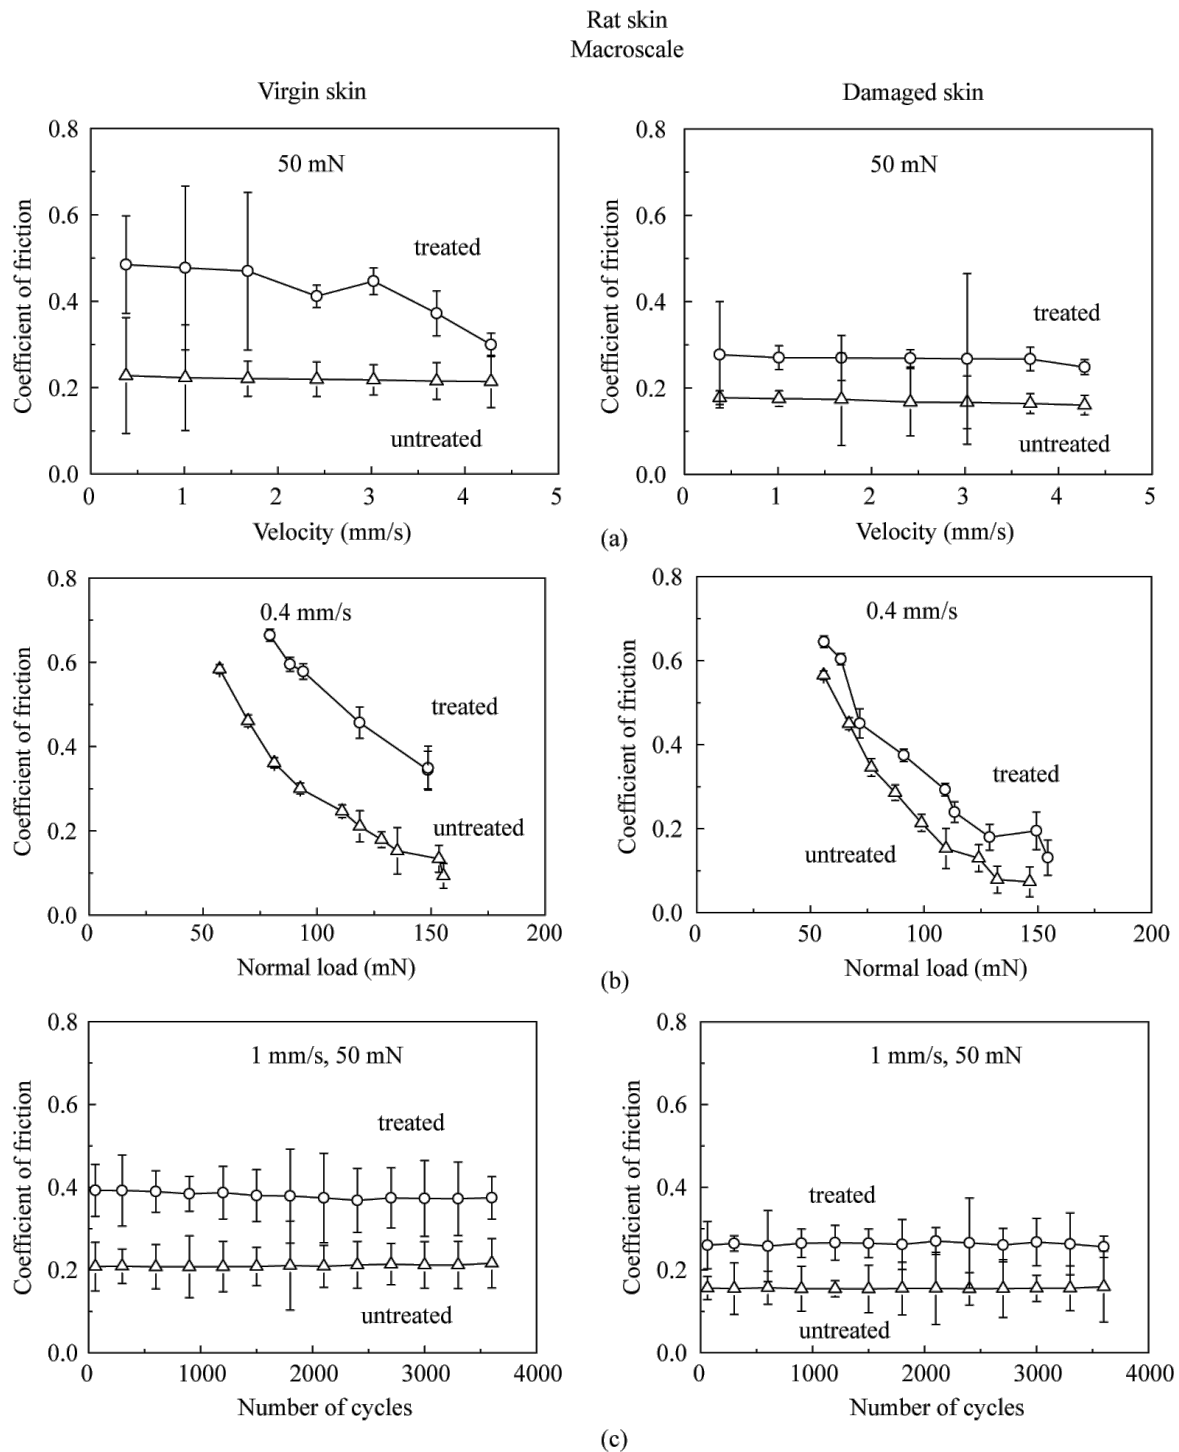 Rat skin
Macroscale
Virgin skin
Damaged skin
0.8
0.6
0.4
0.2
0.0
Coefficient of friction
50 mN
treated
untreated
0 1 2 3 4 5
Velocity (mm/s)
0.8
0.6
0.4
0.2
0.0
Coefficient of friction
50 mN
treated
untreated
0 1 2 3 4 5
Velocity (mm/s)
(a)
0.8
0.6
0.4
0.2
0.0
Coefficient of friction
0.4 mm/s
treated
untreated
0 50 100 150 200
Normal load (mN)
0.8
0.6
0.4
0.2
0.0
Coefficient of friction
0.4 mm/s
treated
untreated
0 50 100 150 200
Normal load (mN)
(b)
0.8
0.6
0.4
0.2
0.0
Coefficient of friction
1 mm/s, 50 mN
treated
untreated
0 1000 2000 3000 4000
Number of cycles
0.8
0.6
0.4
0.2
0.0
Coefficient of friction
1 mm/s, 50 mN
treated
untreated
0 1000 2000 3000 4000
Number of cycles
(c)